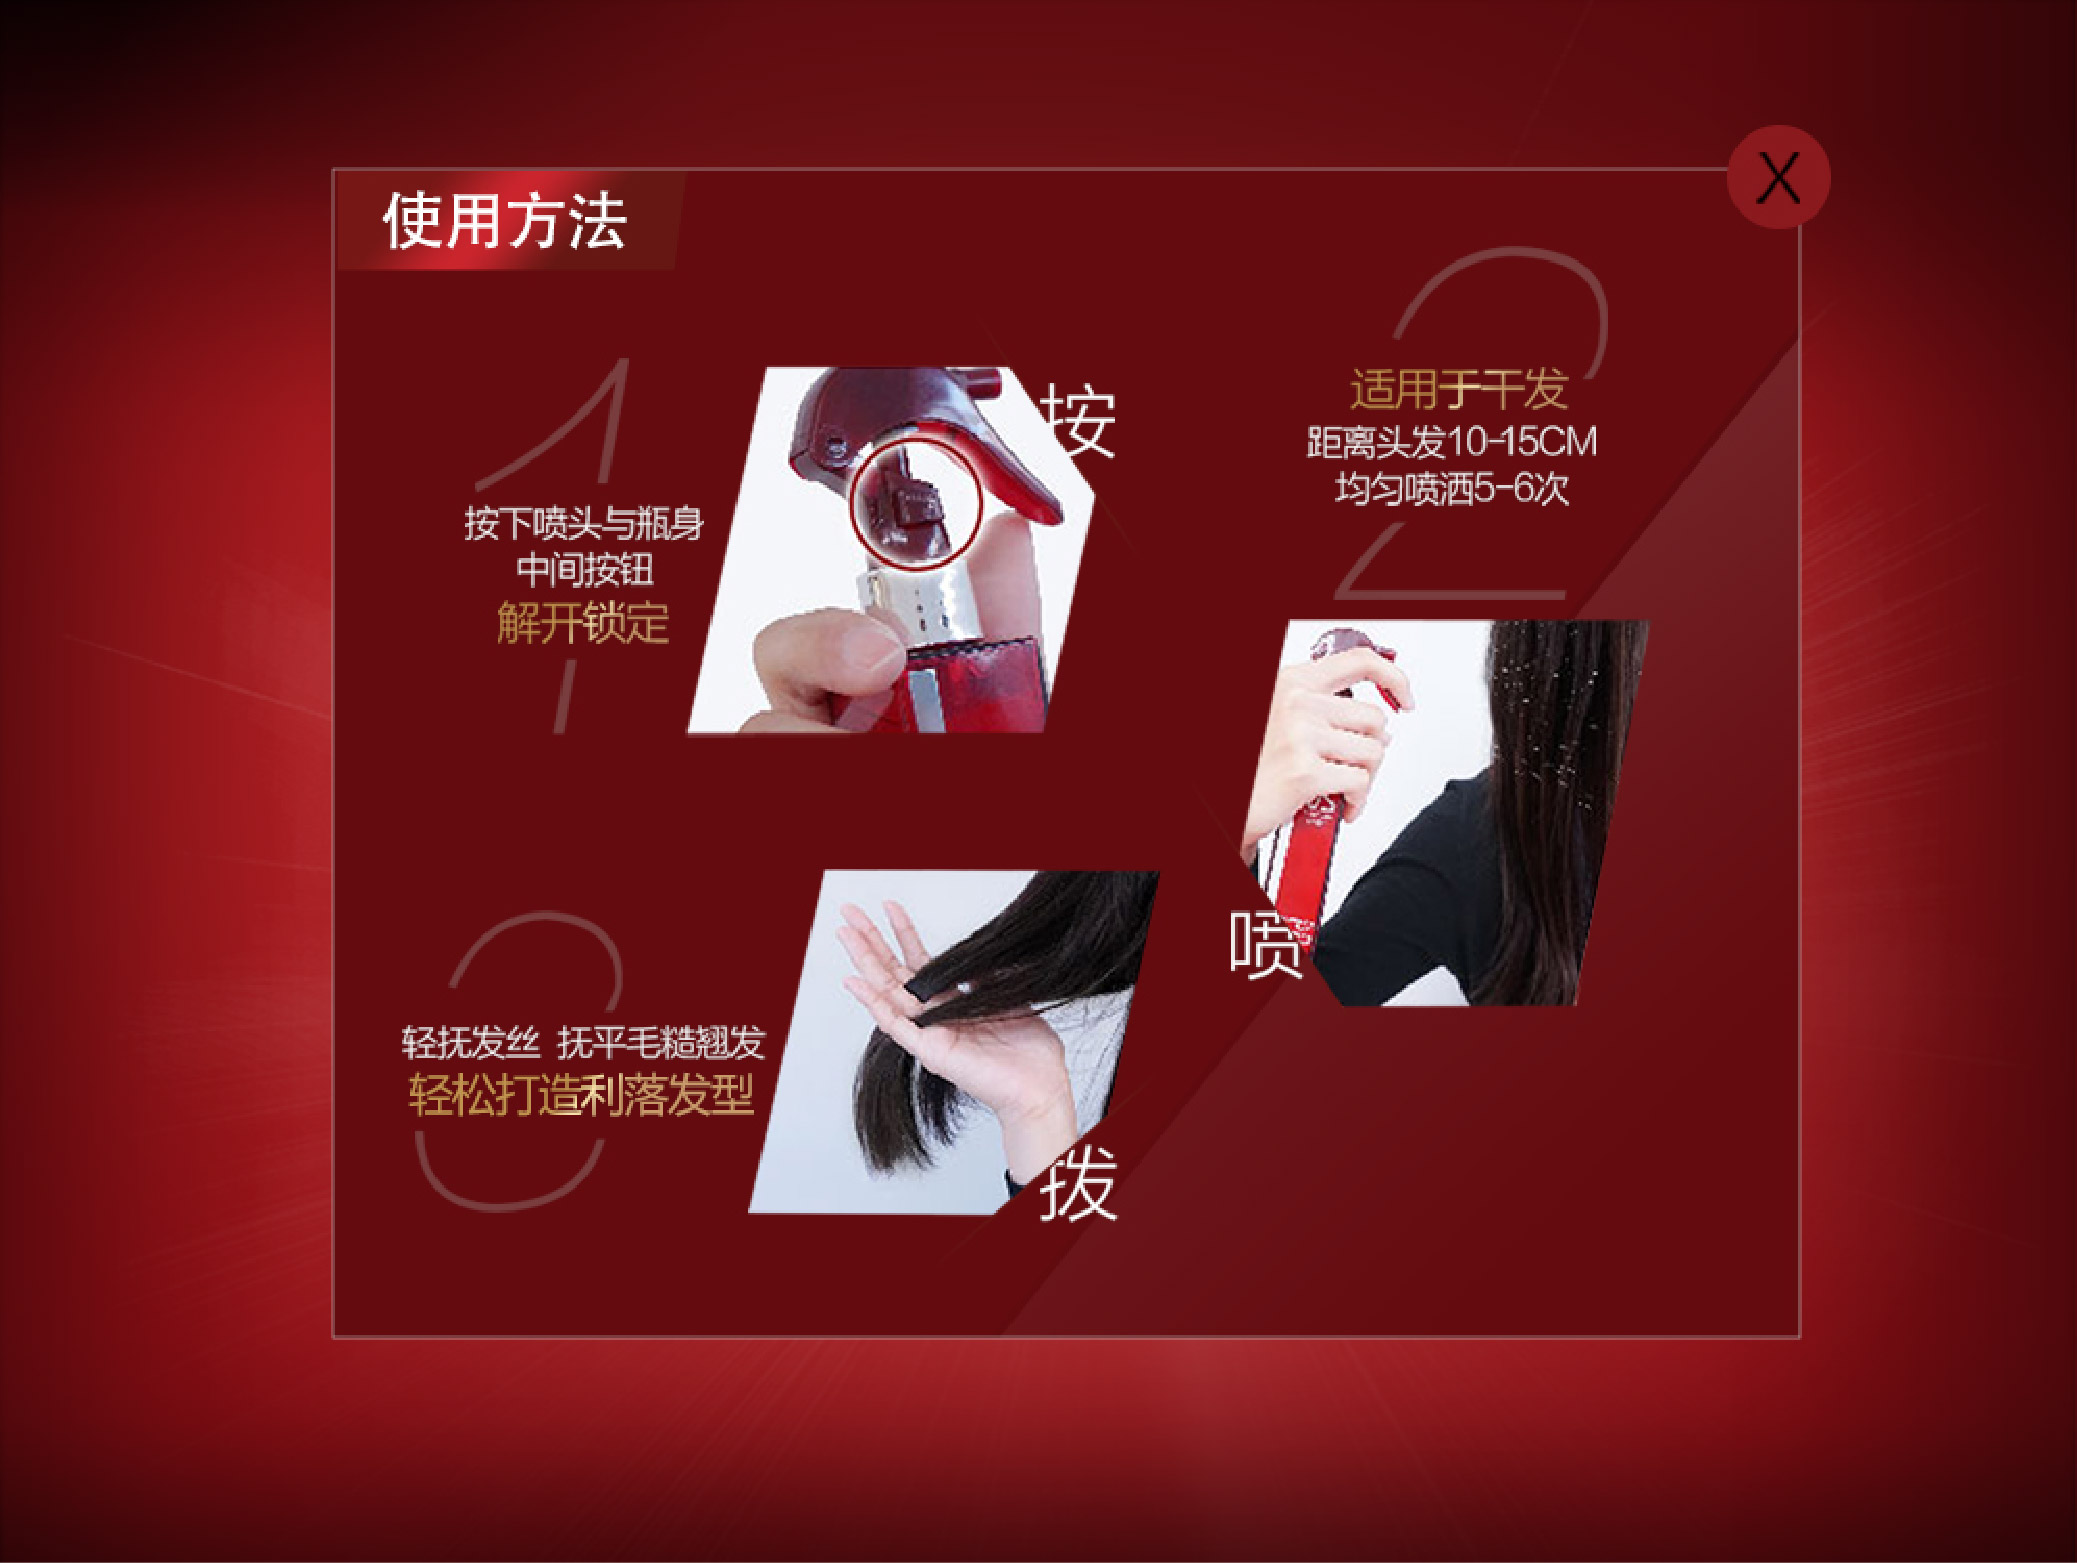 使用方法
X
1
按下喷头与瓶身
中间按钮
解开锁定
按
2
适用于干发
距离头发10-15CM
均匀喷洒5-6次
喷
3
轻抚发丝 抚平毛糙翘发
轻松打造利落发型
拨